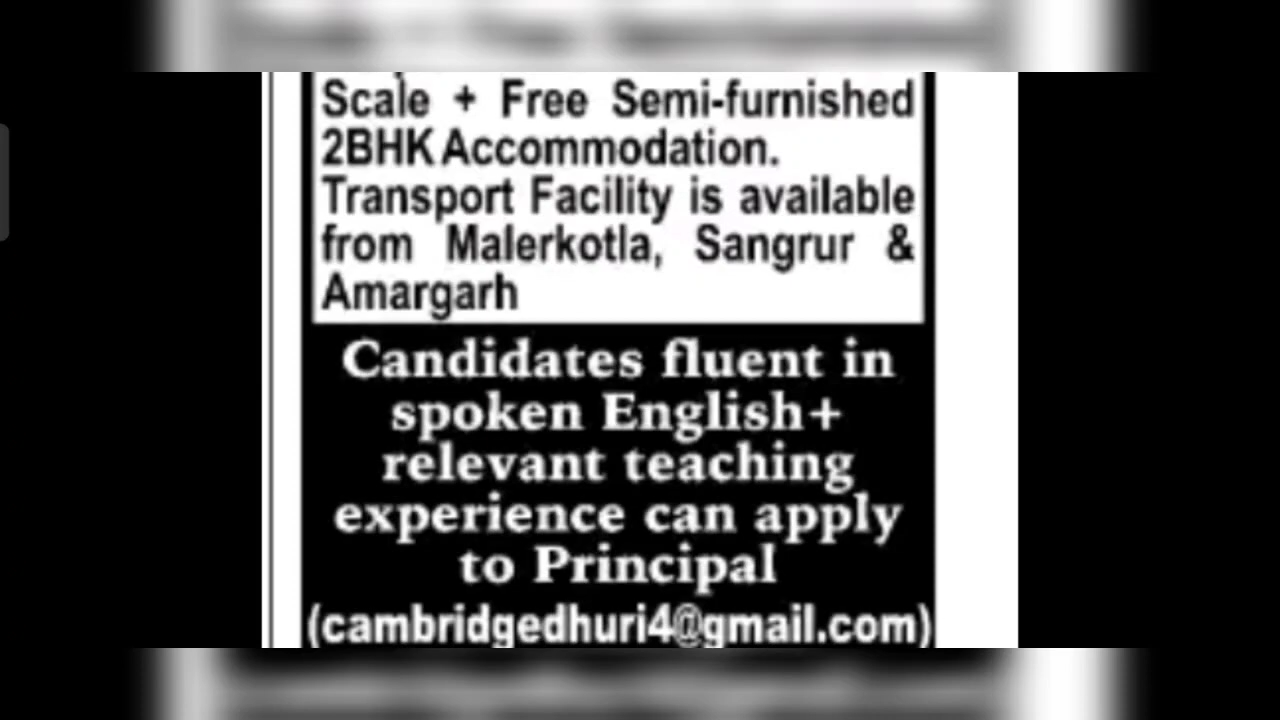 Scale + Free Semi-furnished
2BHK Accommodation.
Transport Facility is available
from Malerkotla, Sangrur &
Amargarh
Candidates fluent in
spoken English+
relevant teaching
experience can apply
to Principal
(cambridgedhuri4@gmail.com)